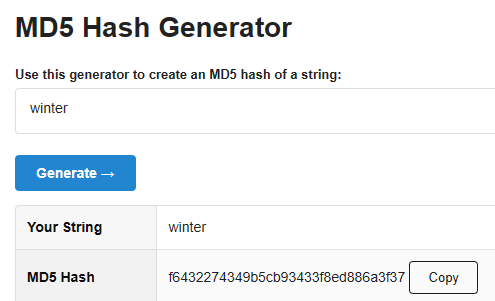 MD5 Hash Generator
Use this generator to create an MD5 hash of a string:
winter
Generate →
Your String winter
MD5 Hash f6432274349b5cb93433f8ed886a3f37 Copy